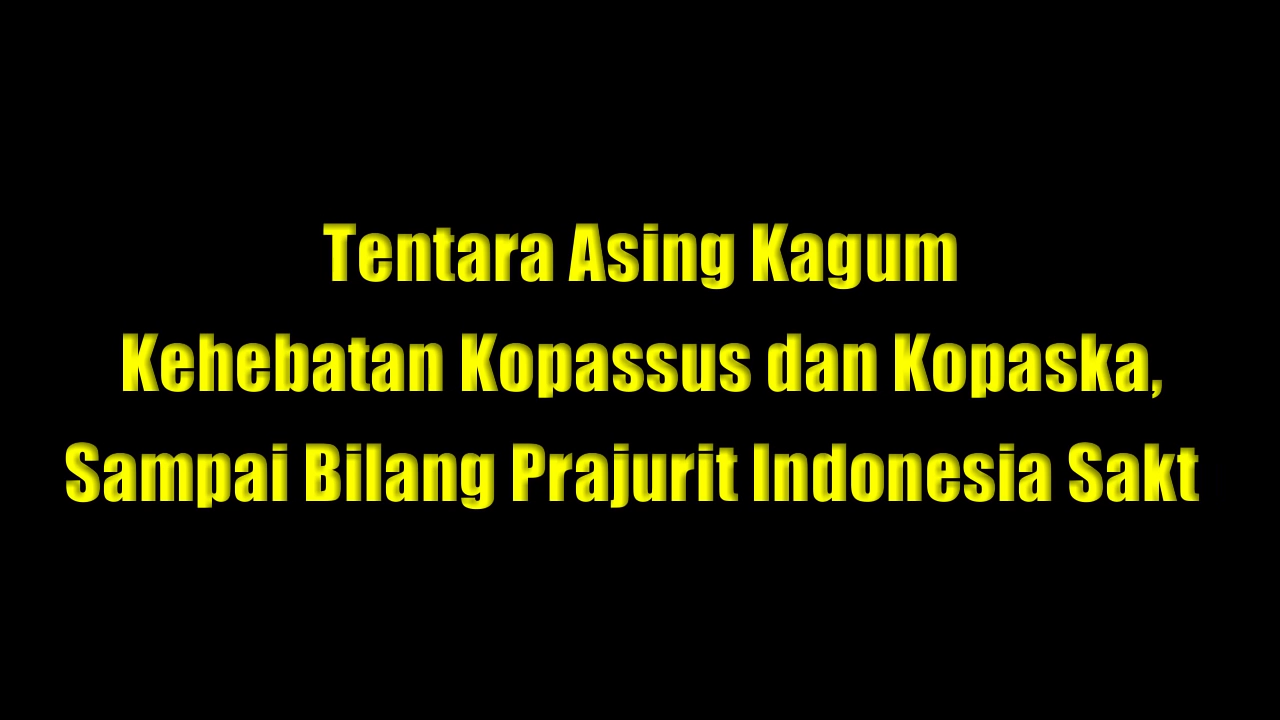 Tentara Asing Kagum
Kehebatan Kopassus dan Kopaska,
Sampai Bilang Prajurit Indonesia Sakt